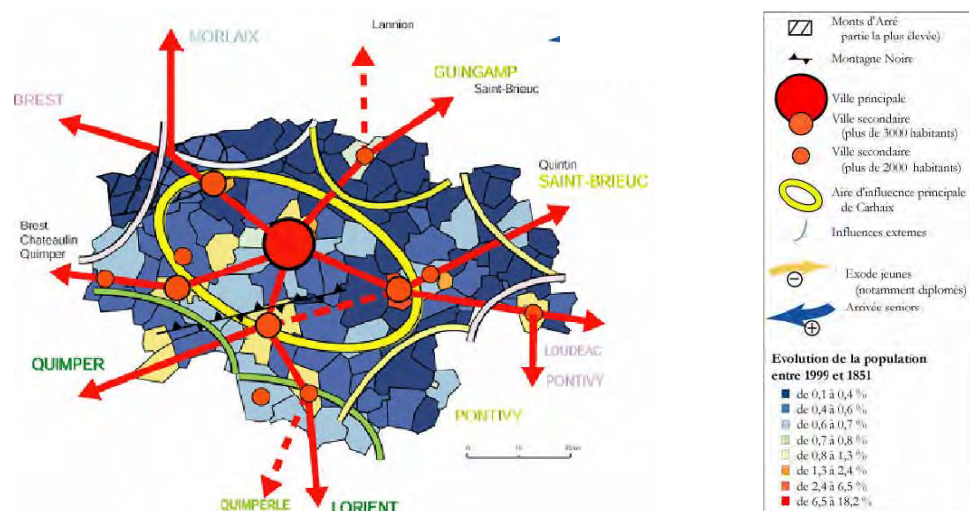 MORLAIX
Lannion
BREST
GUINGAMP
Saint-Brieuc
Quintin
SAINT-BRIEUC
Brest
Chateaulin
Quimper
QUIMPER
LOUDEAC
PONTIVY
PONTIVY
QUIMPERLE
LORIENT
0
Monts d'Arré
partie la plus élevée)
Montagne Noire
Ville principale
Ville secondaire
(plus de 3000 habitants)
Ville secondaire
(plus de 2000 habitants)
Aire d'influence principale
de Carhaix
Influences externes
Exode jeunes
(notamment diplomés)
Arrivée seniors
Evolution de la population
entre 1999 et 1851
de 0,1 à 0,4 %
de 0,4 à 0,6 %
de 0,6 à 0,7 %
de 0,7 à 0,8 %
de 0,8 à 1,3 %
de 1,3 à 2,4 %
de 2,4 à 6,5 %
de 6,5 à 18,2 %